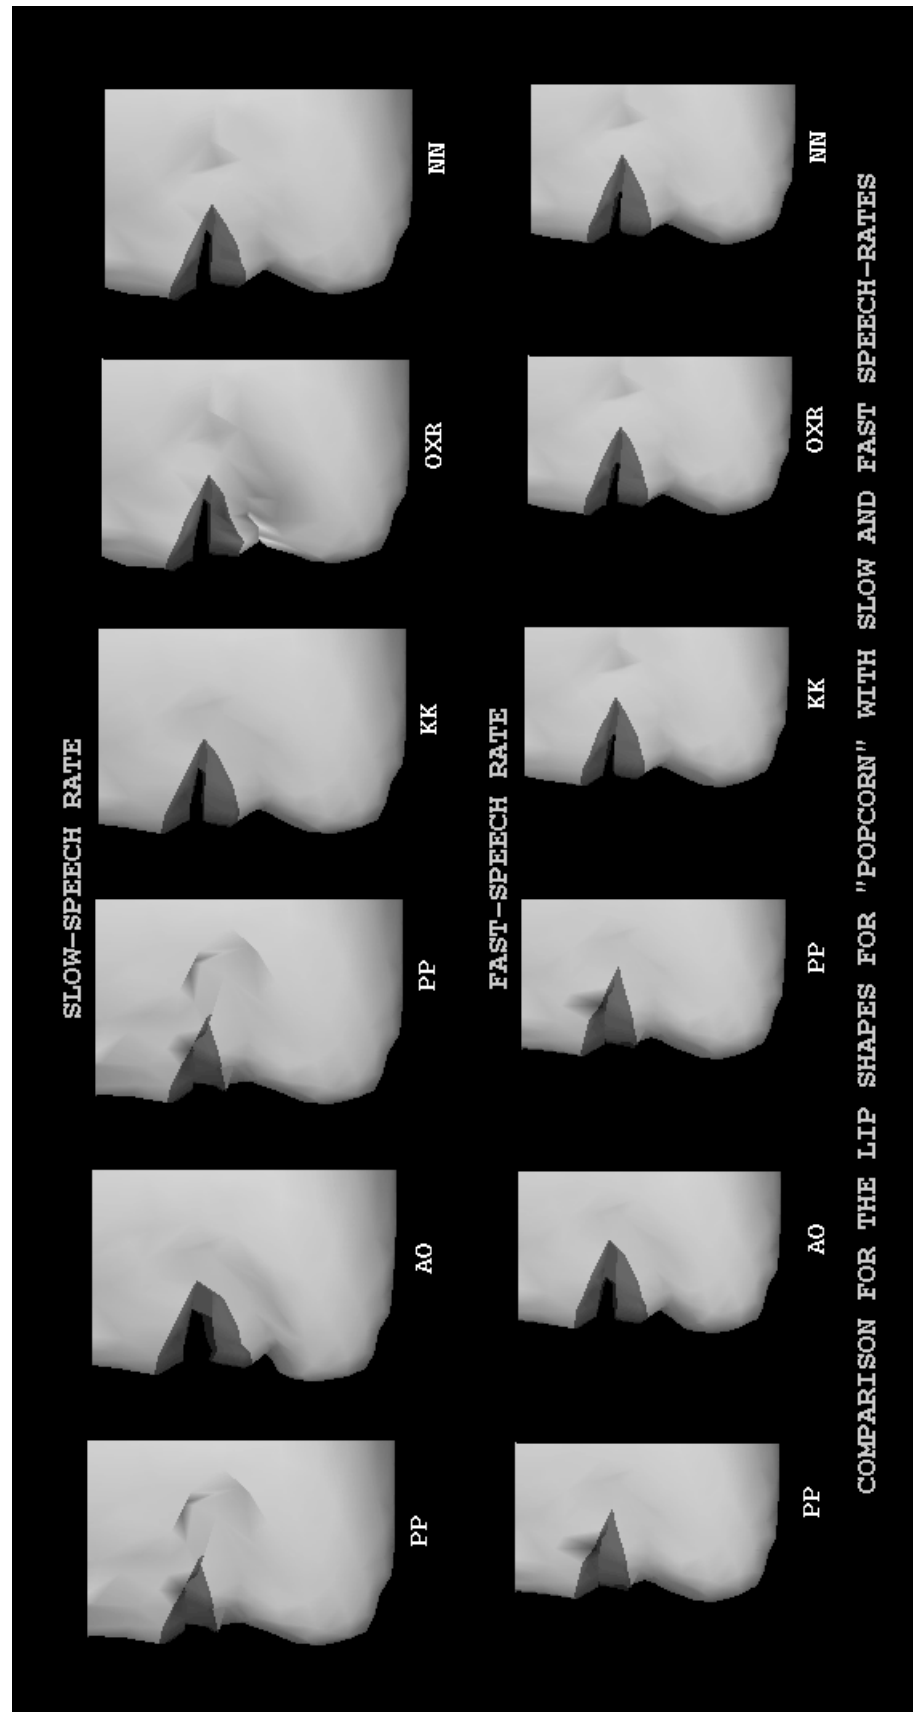 SLOW-SPEECH RATE
PP AO PP KK OXR NN
FAST-SPEECH RATE
PP AO PP KK OXR NN
COMPARISON FOR THE LIP SHAPES FOR "POPCORN" WITH SLOW AND FAST SPEECH-RATES